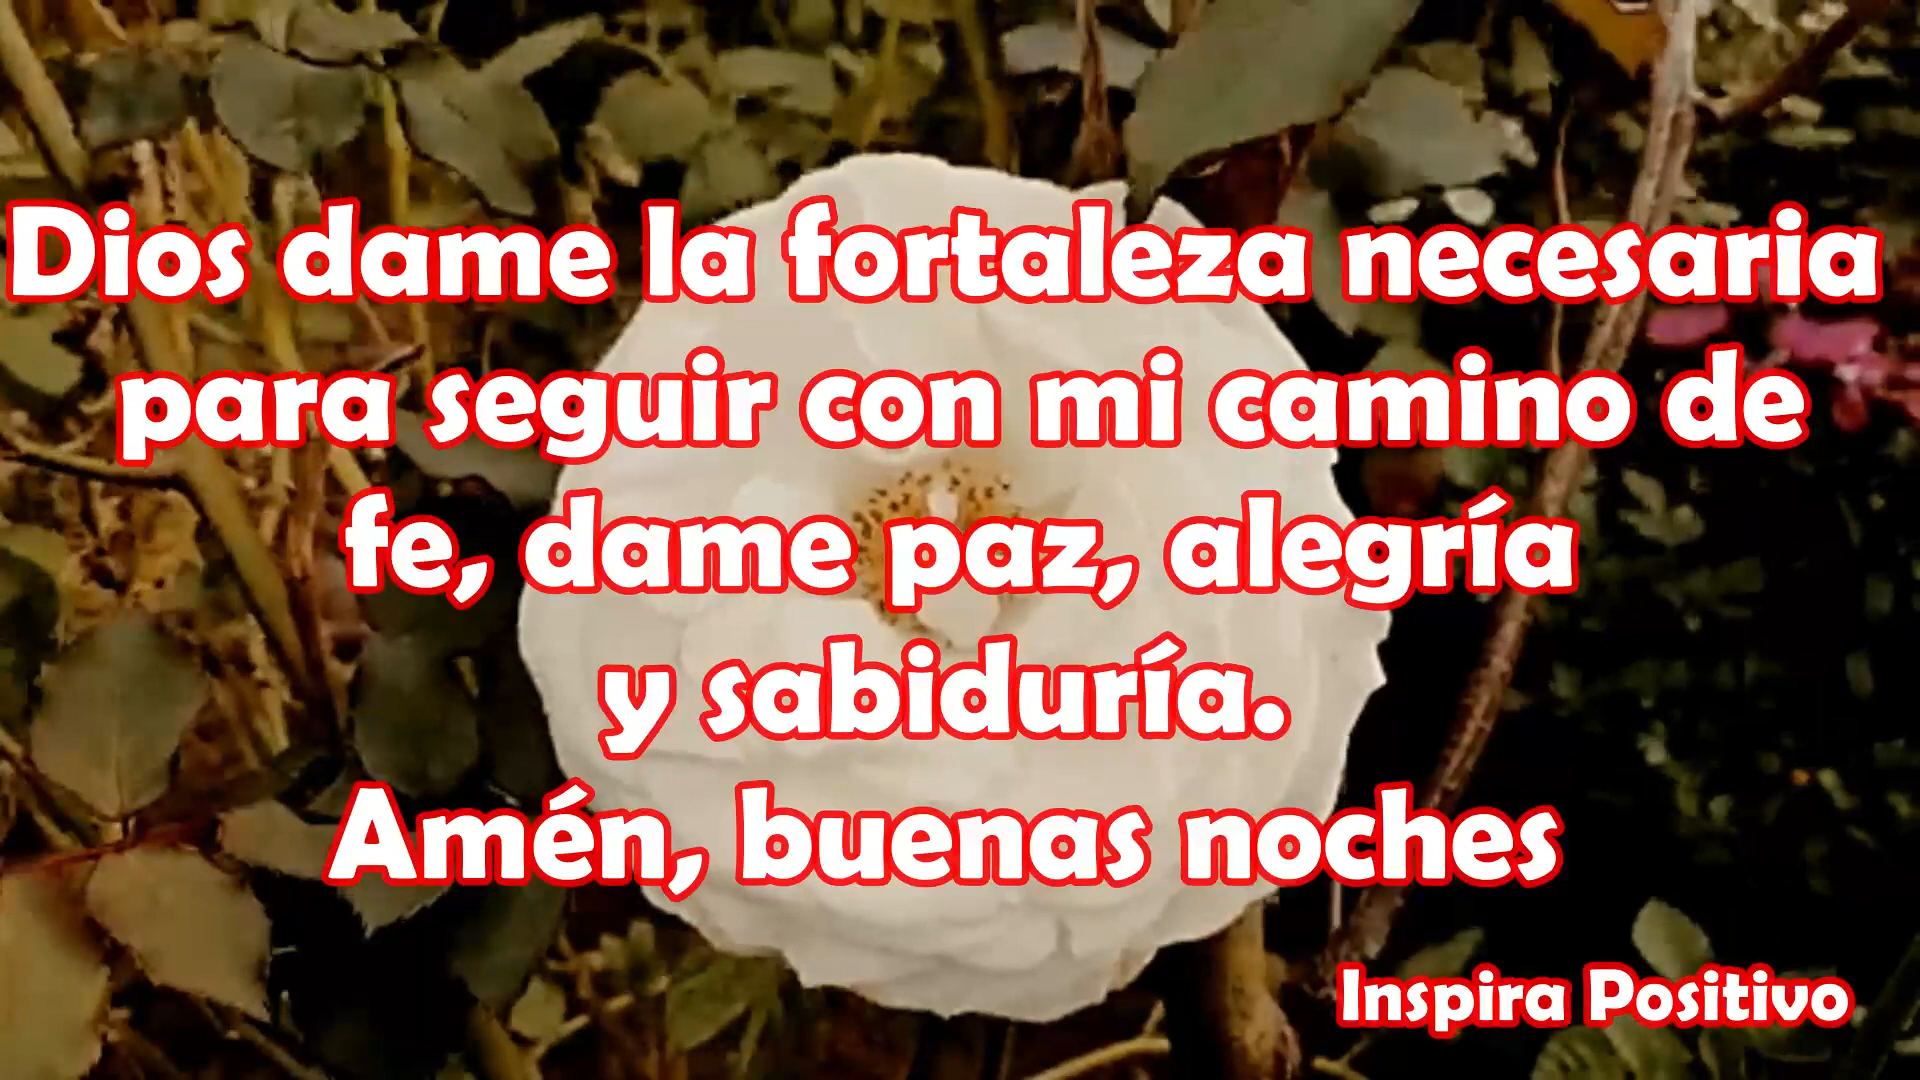 Dios dame la fortaleza necesaria
para seguir con mi camino de
fe, dame paz, alegría
y sabiduría.
Amén, buenas noches
Inspira Positivo